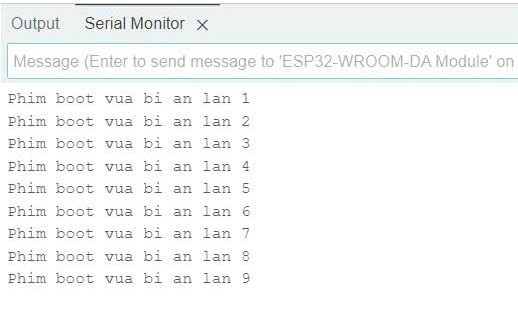 Output Serial Monitor ×
Message (Enter to send message to 'ESP32-WROOM-DA Module' on
Phim boot vua bi an lan 1
Phim boot vua bi an lan 2
Phim boot vua bi an lan 3
Phim boot vua bi an lan 4
Phim boot vua bi an lan 5
Phim boot vua bi an lan 6
Phim boot vua bi an lan 7
Phim boot vua bi an lan 8
Phim boot vua bi an lan 9